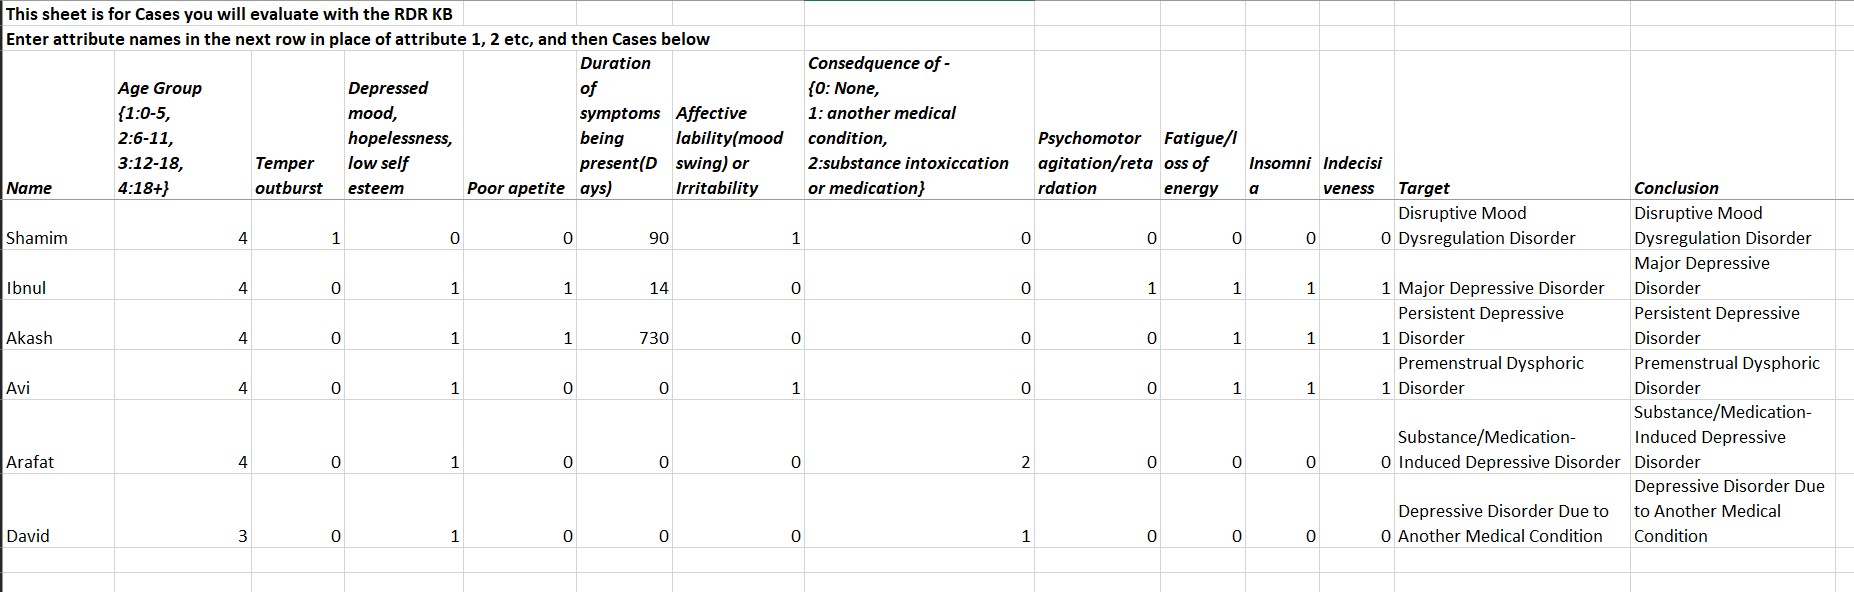 This sheet is for Cases you will evaluate with the RDR KB
Enter attribute names in the next row in place of attribute 1, 2 etc, and then Cases below
Name
Age Group
{1:0-5,
2:6-11,
3:12-18,
4:18+}
Temper
outburst
Depressed
mood,
hopelessness,
low self
esteem
Poor apetite
Duration
of
symptoms
being
present(D
ays)
Affective
lability(mood
swing) or
Irritability
Consedquence of -
{0: None,
1: another medical
condition,
2:substance intoxiccation
or medication}
Psychomotor
agitation/reta
rdation
Fatigue/l
oss of
energy
Insomni
a
Indecisi
veness
Target
Conclusion
Shamim
4
1
0
0
90
1
0
0
0
0
0
Disruptive Mood
Dysregulation Disorder
Disruptive Mood
Dysregulation Disorder
Ibnul
4
0
1
1
14
0
0
1
1
1
1
Major Depressive Disorder
Major Depressive
Disorder
Akash
4
0
1
1
730
0
0
0
1
1
1
Persistent Depressive
Disorder
Persistent Depressive
Disorder
Avi
4
0
1
0
0
1
0
0
1
1
1
Premenstrual Dysphoric
Disorder
Premenstrual Dysphoric
Disorder
Arafat
4
0
1
0
0
0
2
0
0
0
0
Substance/Medication-
Induced Depressive Disorder
Substance/Medication-
Induced Depressive
Disorder
David
3
0
1
0
0
0
1
0
0
0
0
Depressive Disorder Due to
Another Medical Condition
Depressive Disorder Due
to Another Medical
Condition